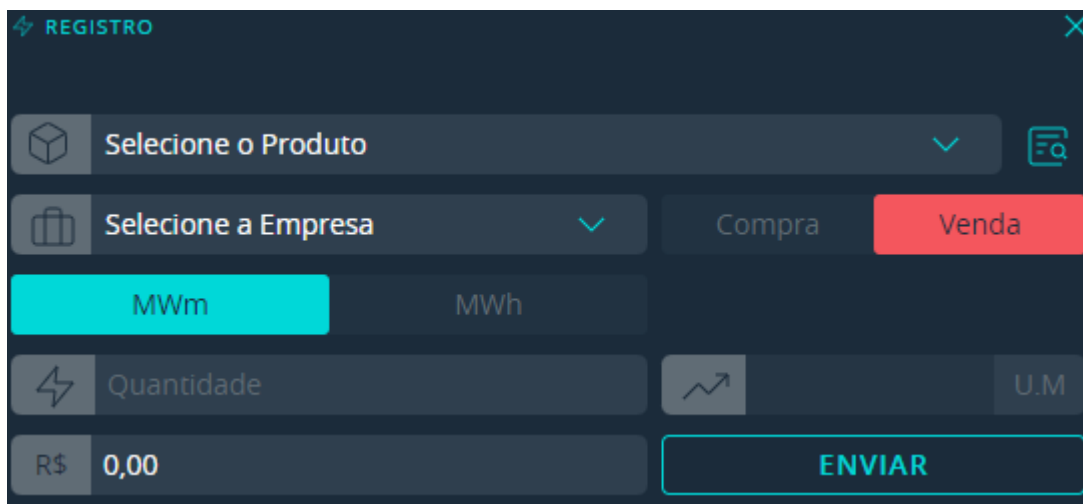 REGISTRO
Selecione o Produto
Selecione a Empresa
Compra
Venda
MWm
MWh
Quantidade
U.M
R$ 0,00
ENVIAR